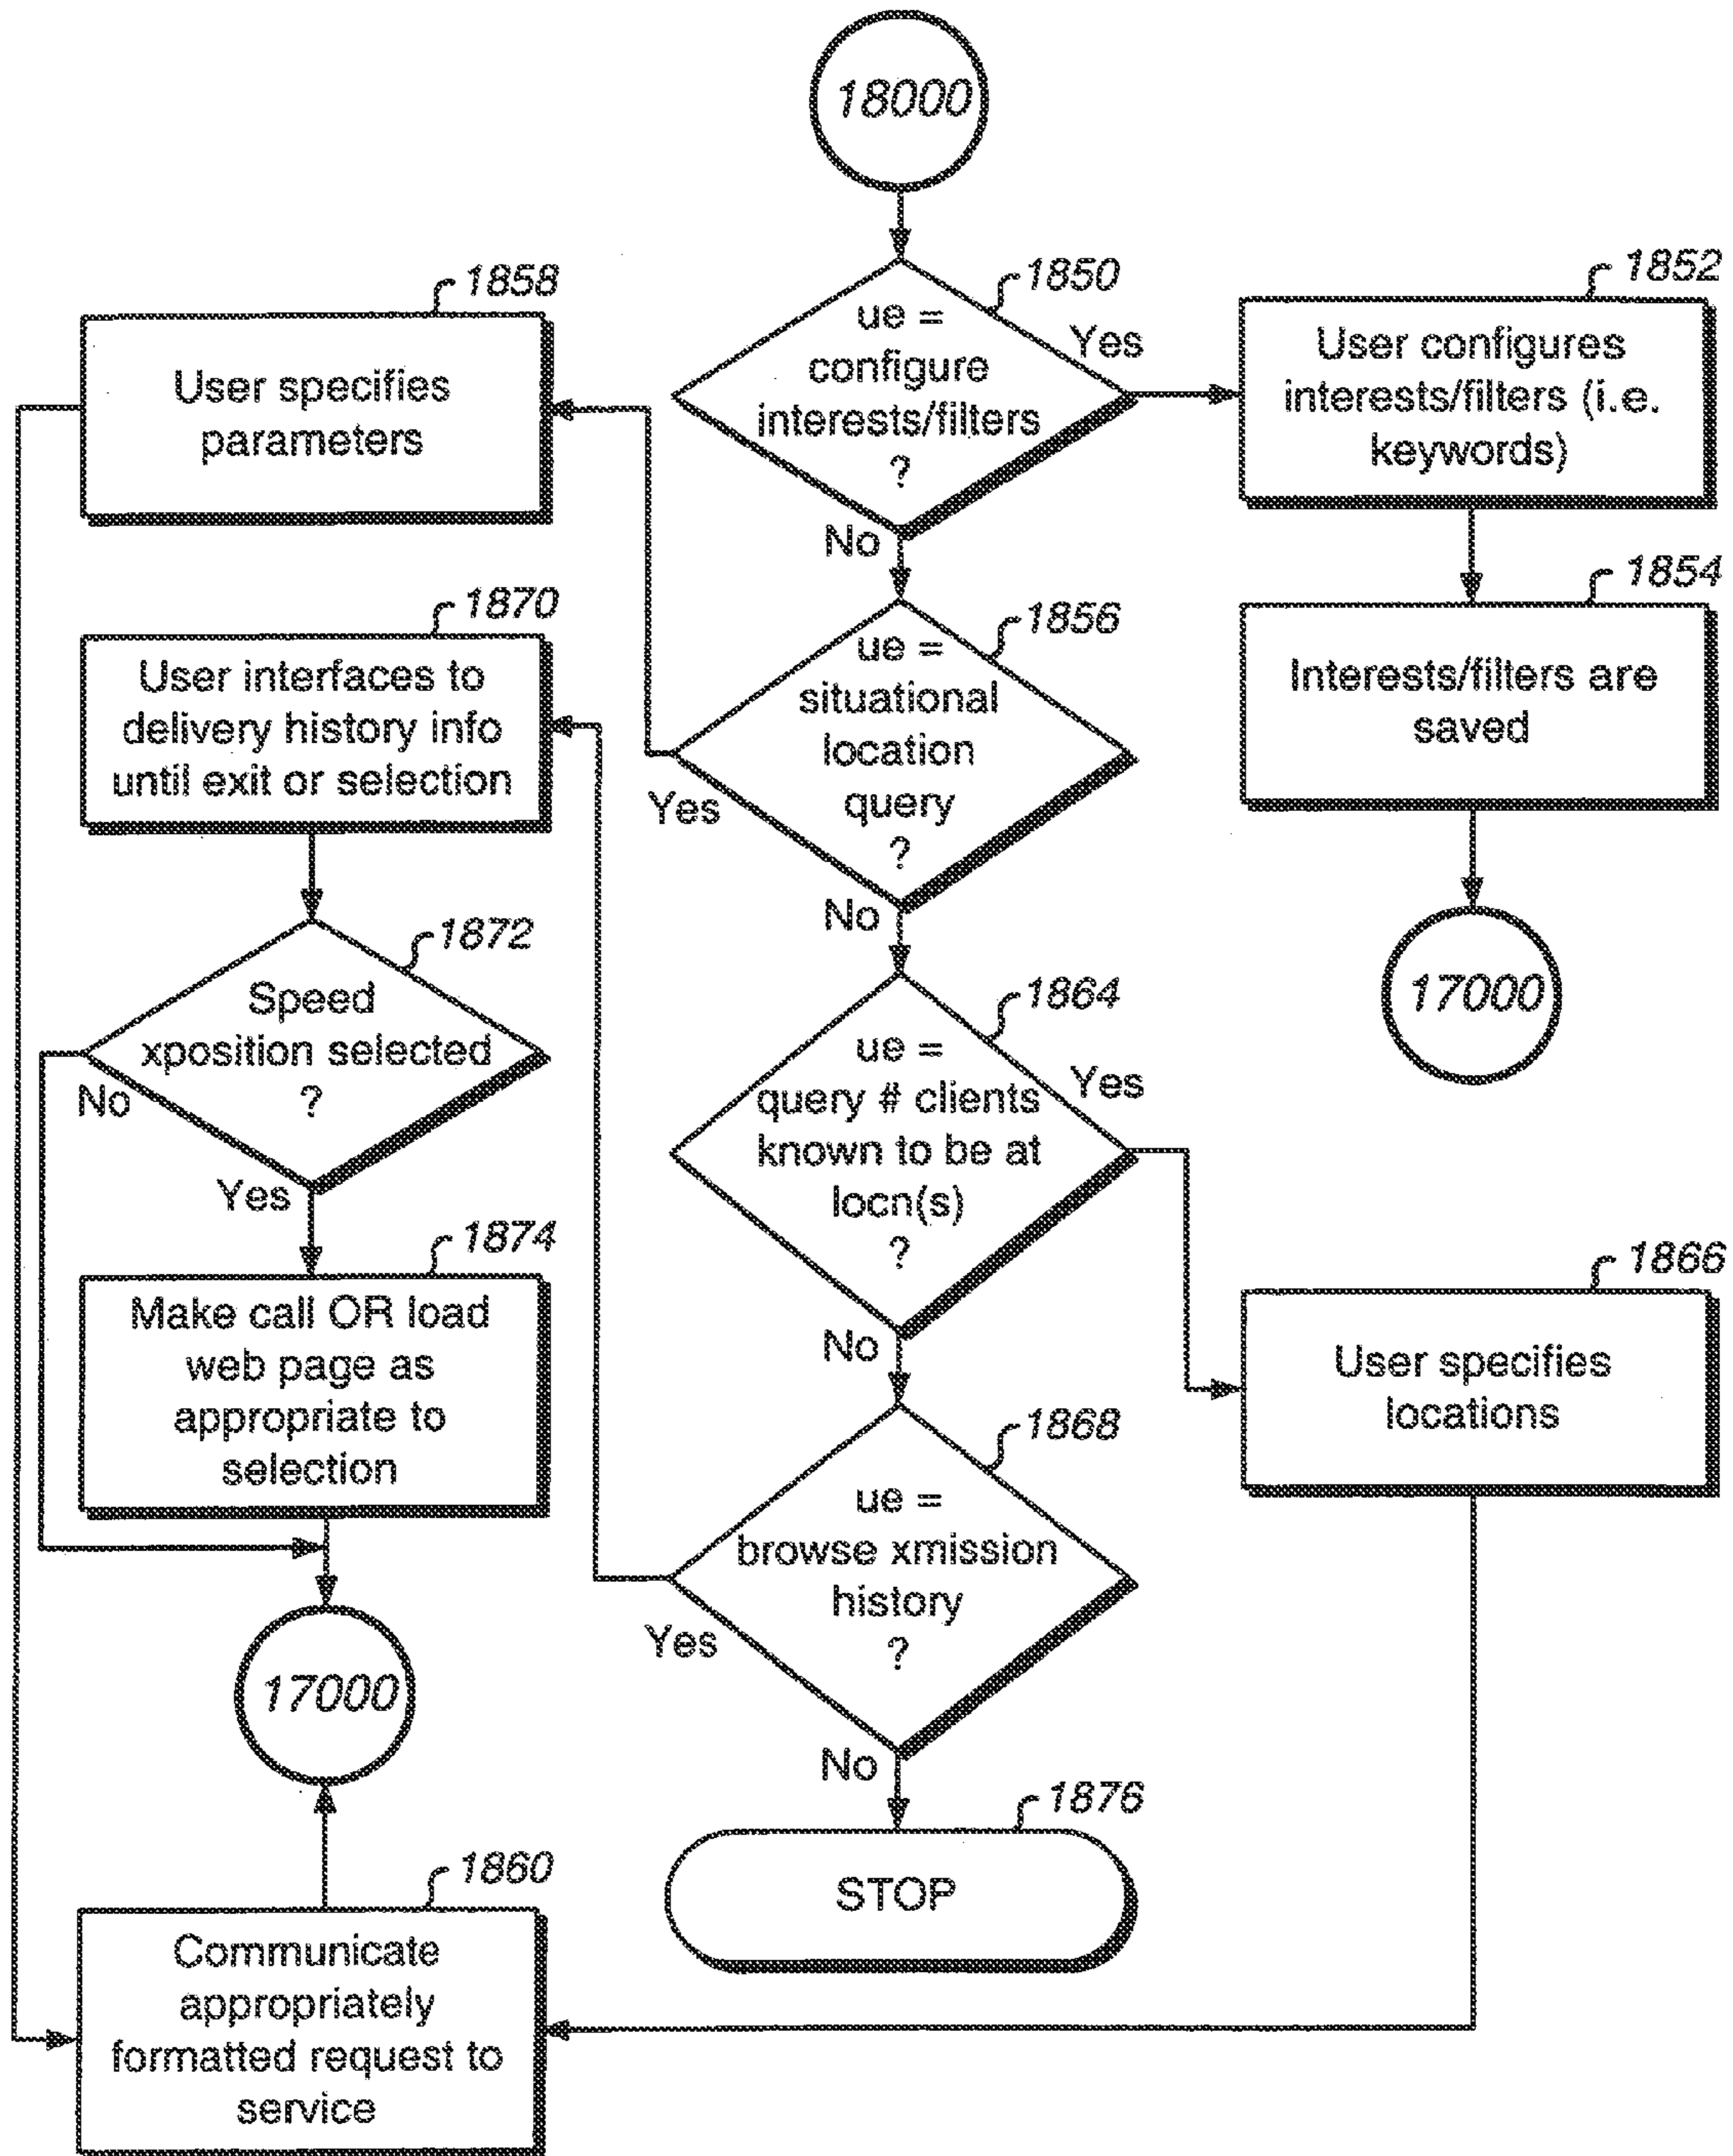 18000
1850
ue =
configure
interests/filters
?
Yes
No
1852
User configures
interests/filters (i.e.
keywords)
1854
Interests/filters are
saved
17000
1856
ue =
situational
location
query
?
Yes
No
1858
User specifies
parameters
1864
ue =
query # clients
known to be at
locn(s)
?
Yes
No
1866
User specifies
locations
1868
ue =
browse xmission
history
?
Yes
No
1870
User interfaces to
delivery history info
until exit or selection
1872
Speed
xposition selected
?
No
Yes
1874
Make call OR load
web page as
appropriate to
selection
17000
1876
STOP
1860
Communicate
appropriately
formatted request to
service